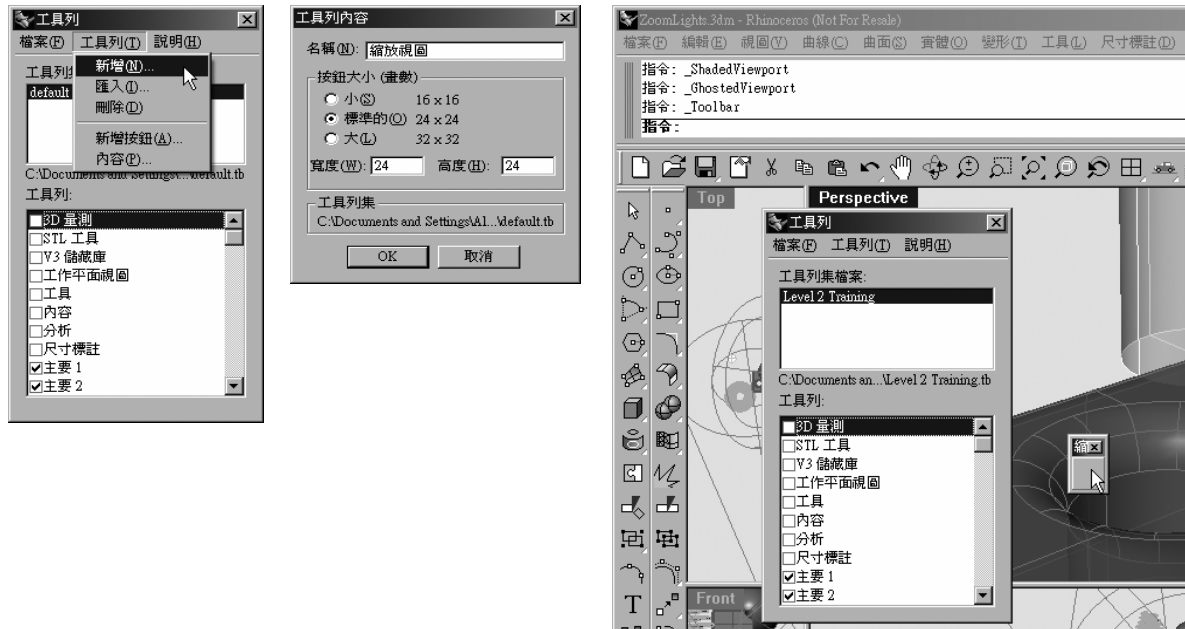 工具列
檔案(F) 工具列(T) 說明(H)
新增(N)...
匯入(I)...
刪除(D)
新增按鈕(A)...
內容(P)...
default
工具列:
3D 量測
STL 工具
V3 儲藏庫
工作平面視圖
工具
內容
分析
尺寸標註
主要 1
主要 2
工具列內容
名稱(N): 縮放視圖
按鈕大小 (畫數)
小(S) 16 x 16
標準的(O) 24 x 24
大(L) 32 x 32
寬度(W): 24 高度(H): 24
工具列集
C:\Documents and Settings\Al...\default.tb
OK 取消
ZoomLights.3dm - Rhinoceros (Not For Resale)
檔案(F) 編輯(E) 視圖(V) 曲線(C) 曲面(S) 實體(O) 變形(T) 工具(L) 尺寸標註(D)
指令: _ShadedViewport
指令: _GhostedViewport
指令: _Toolbar
指令:
Top
Perspective
工具列
檔案(F) 工具列(T) 說明(H)
工具列集檔案:
Level 2 Training
C:\Documents an...\Level 2 Training.tb
工具列:
3D 量測
STL 工具
V3 儲藏庫
工作平面視圖
工具
內容
分析
尺寸標註
主要 1
主要 2
縮
Front